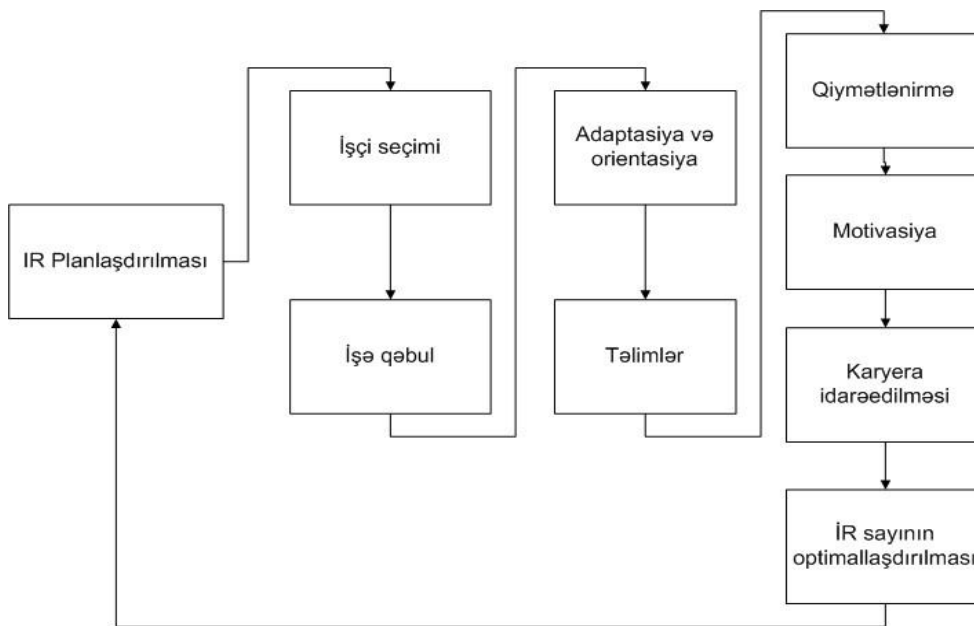 IR Planlaşdırılması
İşçi seçimi
İşə qəbul
Adaptasiya və
orientasiya
Təlimlər
Qiymətlənirmə
Motivasiya
Karyera
idarəedilməsi
İR sayının
optimallaşdırılması